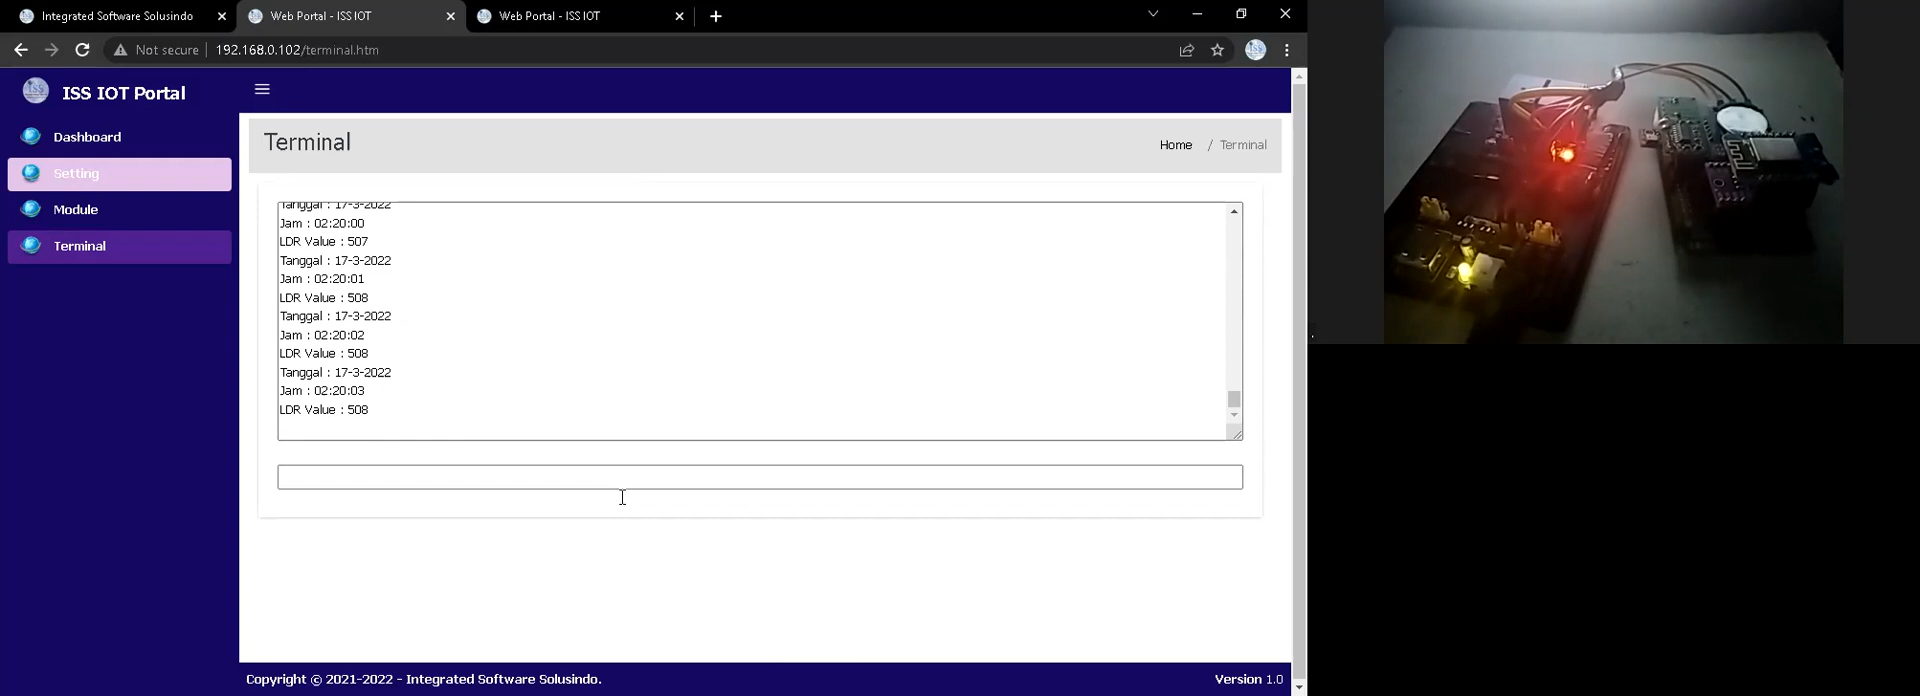 Integrated Software Solusindo
Web Portal - ISS IOT
Web Portal - ISS IOT
Not secure
192.168.0.102/terminal.htm
ISS IOT Portal
Dashboard
Setting
Module
Terminal
Terminal
Home / Terminal
Tanggal : 17-3-2022
Jam : 02:20:00
LDR Value : 507
Tanggal : 17-3-2022
Jam : 02:20:01
LDR Value : 508
Tanggal : 17-3-2022
Jam : 02:20:02
LDR Value : 508
Tanggal : 17-3-2022
Jam : 02:20:03
LDR Value : 508
Copyright © 2021-2022 - Integrated Software Solusindo.
Version 1.0